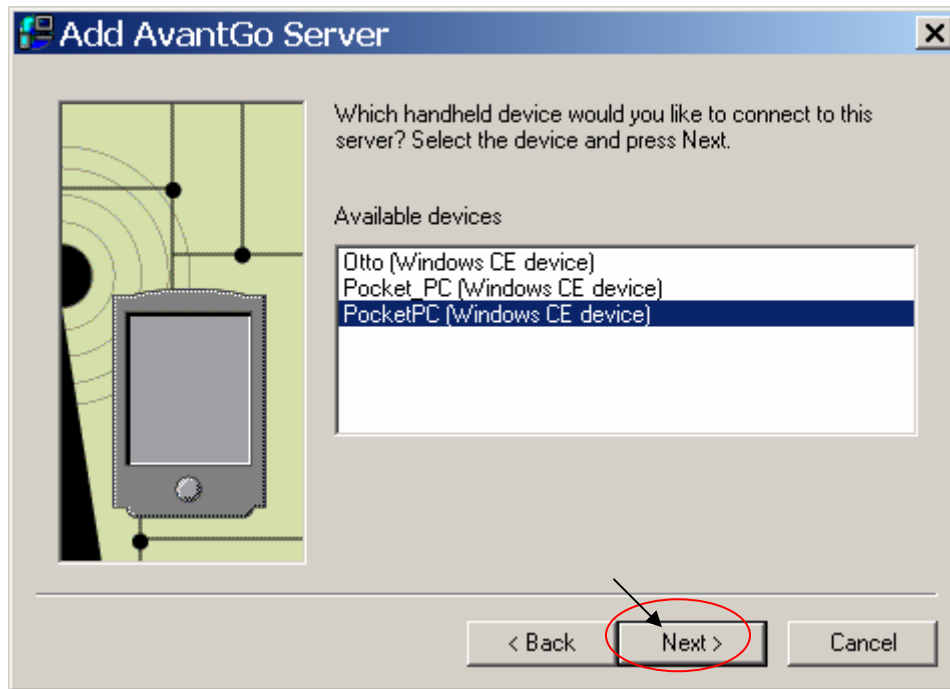 Add AvantGo Server
Which handheld device would you like to connect to this
server? Select the device and press Next.
Available devices
Otto (Windows CE device)
Pocket_PC (Windows CE device)
PocketPC (Windows CE device)
< Back
Next >
Cancel